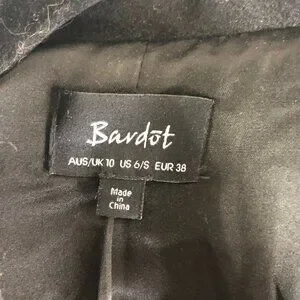 Bardot
AUS/UK 10 US 6/S EUR 38
Made
in
China